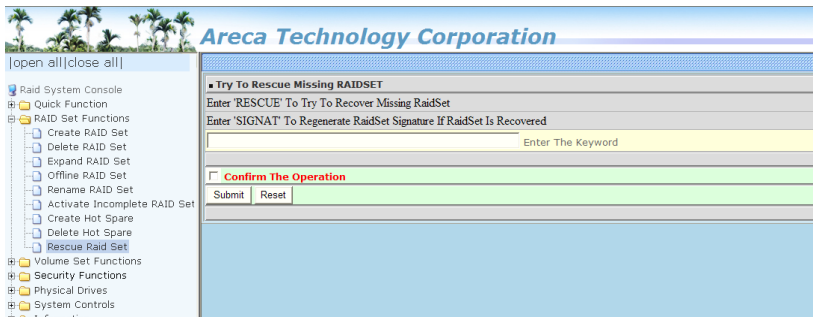 Areca Technology Corporation
|open all|close all|
Raid System Console
Quick Function
RAID Set Functions
Create RAID Set
Delete RAID Set
Expand RAID Set
Offline RAID Set
Rename RAID Set
Activate Incomplete RAID Set
Create Hot Spare
Delete Hot Spare
Rescue Raid Set
Volume Set Functions
Security Functions
Physical Drives
System Controls
Try To Rescue Missing RAIDSET
Enter 'RESCUE' To Try To Recover Missing RaidSet
Enter 'SIGNAT' To Regenerate RaidSet Signature If RaidSet Is Recovered
Enter The Keyword
Confirm The Operation
Submit Reset